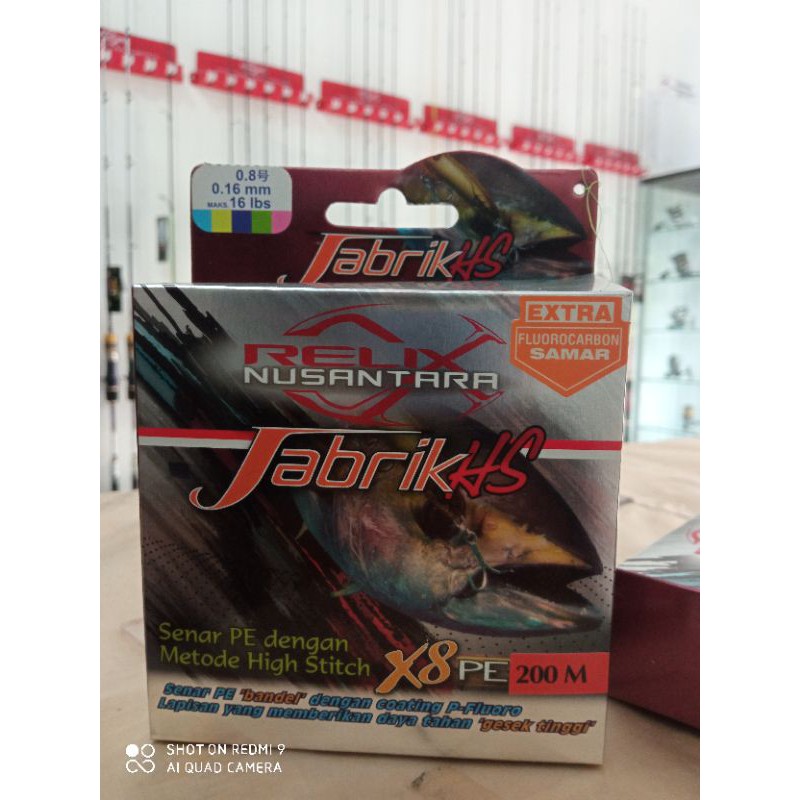 0.8号
0.16 mm
MAKS. 16 lbs
JabrikHS
EXTRA
FLUOROCARBON
SAMAR
RELIX
NUSANTARA
JabrikHS
Senar PE dengan
Metode High Stitch
X8 PE 200 M
Senar PE "bandel" dengan coating P-Fluoro
Lapisan yang memberikan daya tahan "gesek tinggi"
SHOT ON REDMI 9
AI QUAD CAMERA